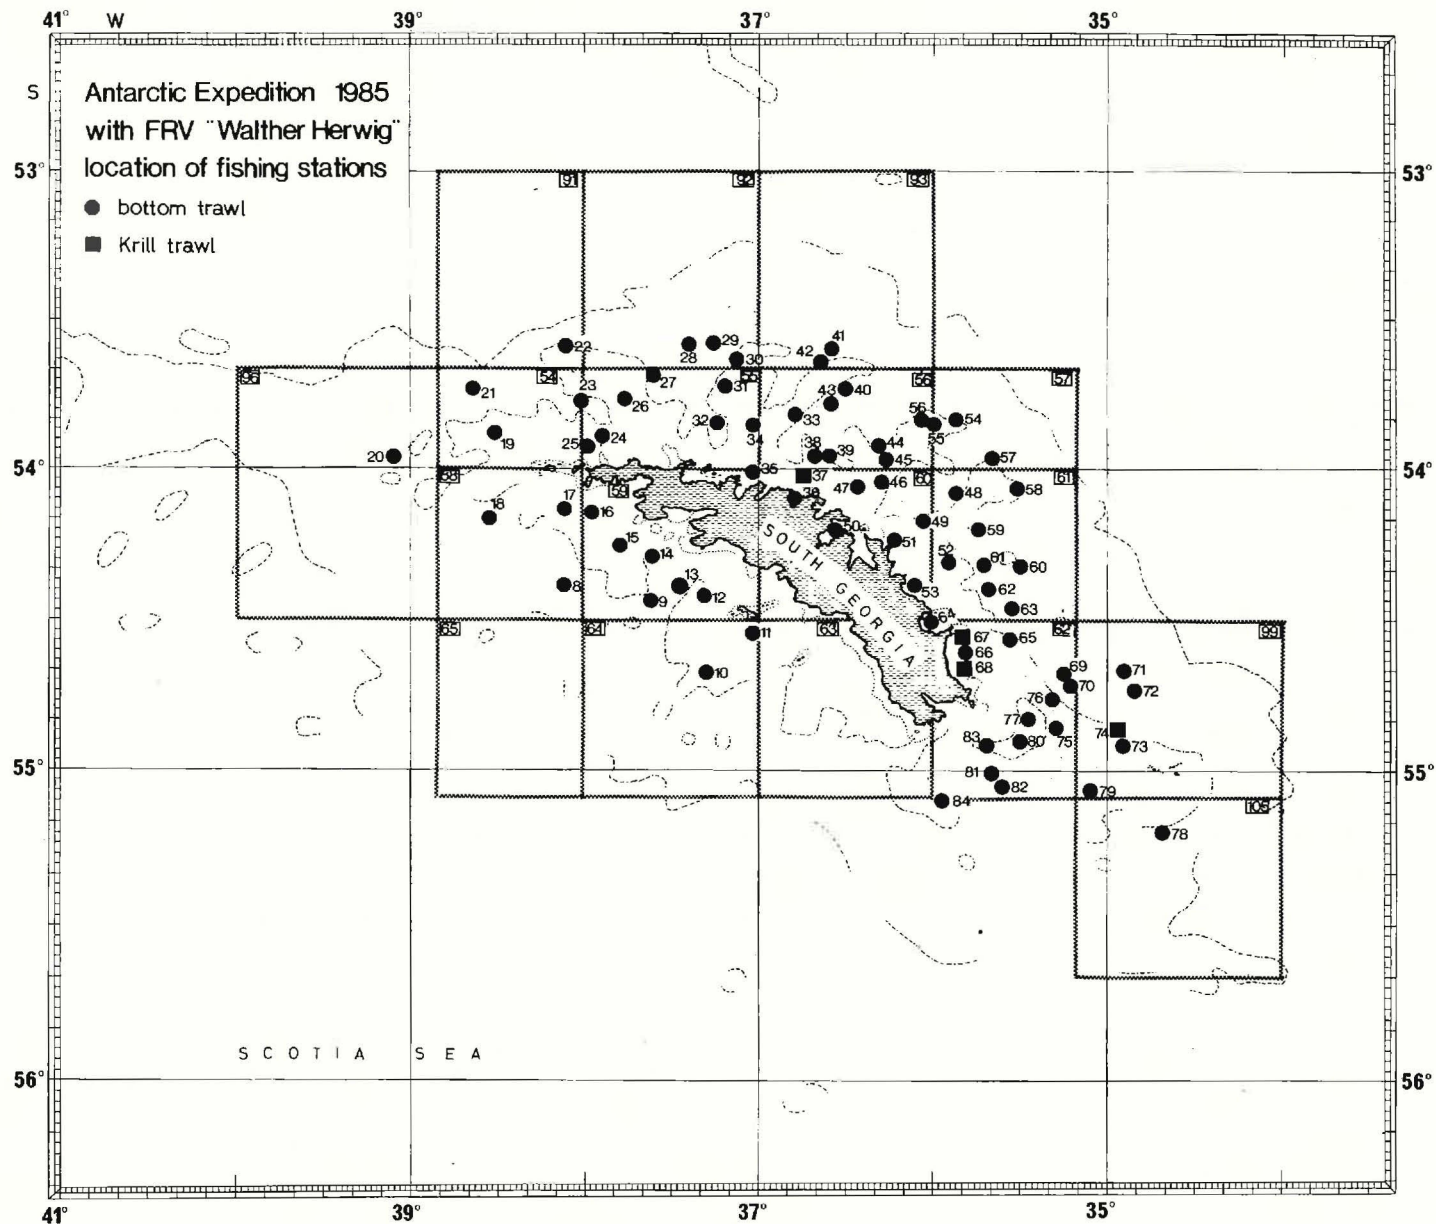 41° W 39° 37° 35°
S
Antarctic Expedition 1985
with FRV ¨Walther Herwig¨
location of fishing stations
bottom trawl
Krill trawl
53° 53°
91 92 93
41
22 28 29 30 42
96 54 55 56 57
21 23 27 31 43 40
26 32 33 56 54
19 25 24 34 38 39 44 55
20 45 57
58 59 35 37 60 61
54° 54°
18 17 16 36 47 46 48 58
15 14 50 51 49 59
8 13 52 61 60
9 12 53 62 63
SOUTH GEORGIA
65 64 63 62 99
11 64 67 65
10 66 68 69 71
76 70 72
77 74
83 80 75 73
55° 55°
81 82 79
84 105
78
SCOTIA SEA
56° 56°
41° 39° 37° 35°